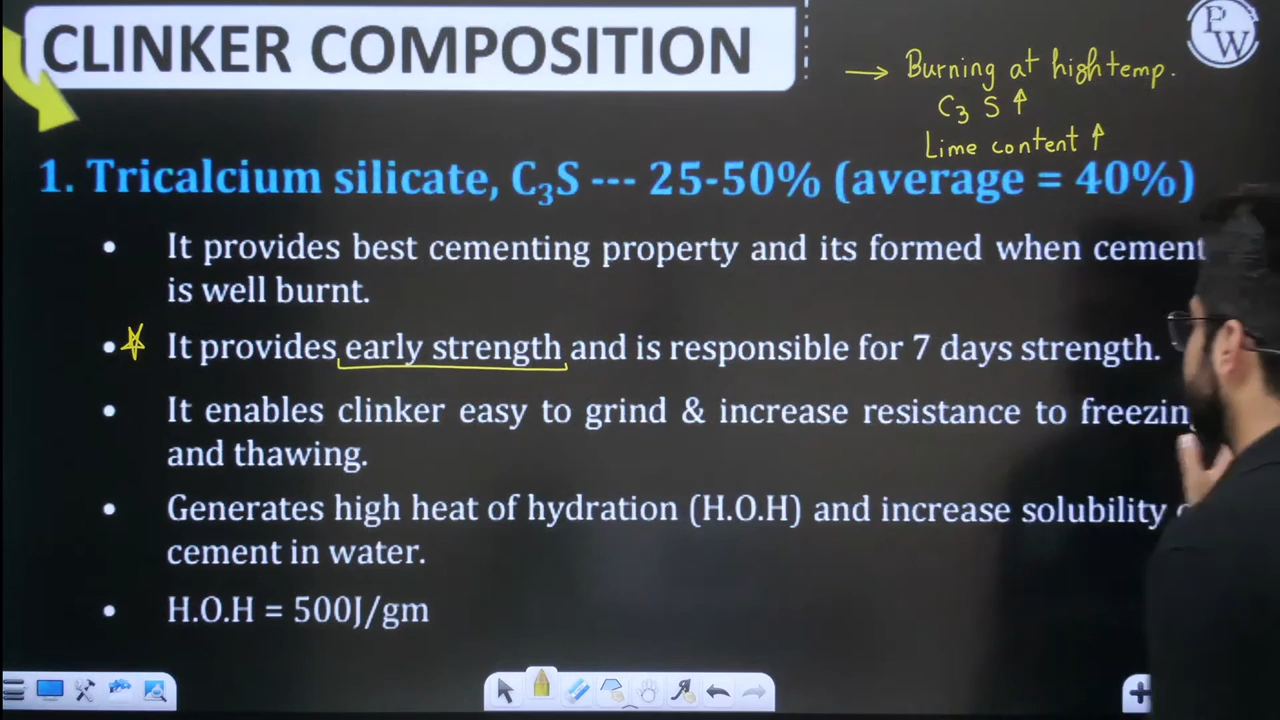 CLINKER COMPOSITION
PW
→ Burning at high temp.
C₃ S ↑
Lime content ↑
1. Tricalcium silicate, C₃S --- 25-50% (average = 40%)
• It provides best cementing property and its formed when cement
is well burnt.
• It provides early strength and is responsible for 7 days strength.
• It enables clinker easy to grind & increase resistance to
and thawing.
• Generates high heat of hydration (H.O.H) and increase solubility
cement in water.
• H.O.H = 500J/gm